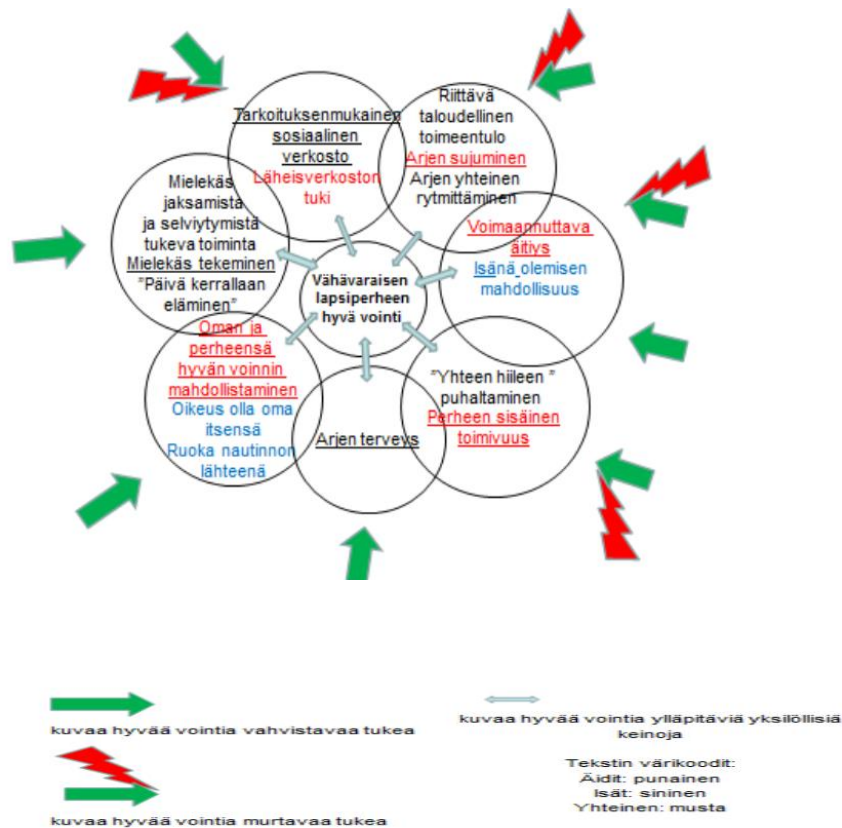 Tarkoituksenmukainen
sosiaalinen
verkosto
Läheisverkoston
tuki
Riittävä
taloudellinen
toimeentulo
Arjen sujuminen
Arjen yhteinen
rytmittäminen
Mielekäs
jaksamista
ja selviytymistä
tukeva toiminta
Mielekäs tekeminen
"Päivä kerrallaan
eläminen"
Voimaannuttava
äitiys
Isänä olemisen
mahdollisuus
Vähävaraisen
lapsiperheen
hyvä vointi
Oman ja
perheensä
hyvän voinnin
mahdollistaminen
Oikeus olla oma
itsensä
Ruoka nautinnon
lähteenä
Arjen terveys
"Yhteen hiileen "
puhaltaminen
Perheen sisäinen
toimivuus
kuvaa hyvää vointia vahvistavaa tukea
kuvaa hyvää vointia murtavaa tukea
kuvaa hyvää vointia ylläpitäviä yksilöllisiä
keinoja
Tekstin värikoodit:
Äidit: punainen
Isät: sininen
Yhteinen: musta